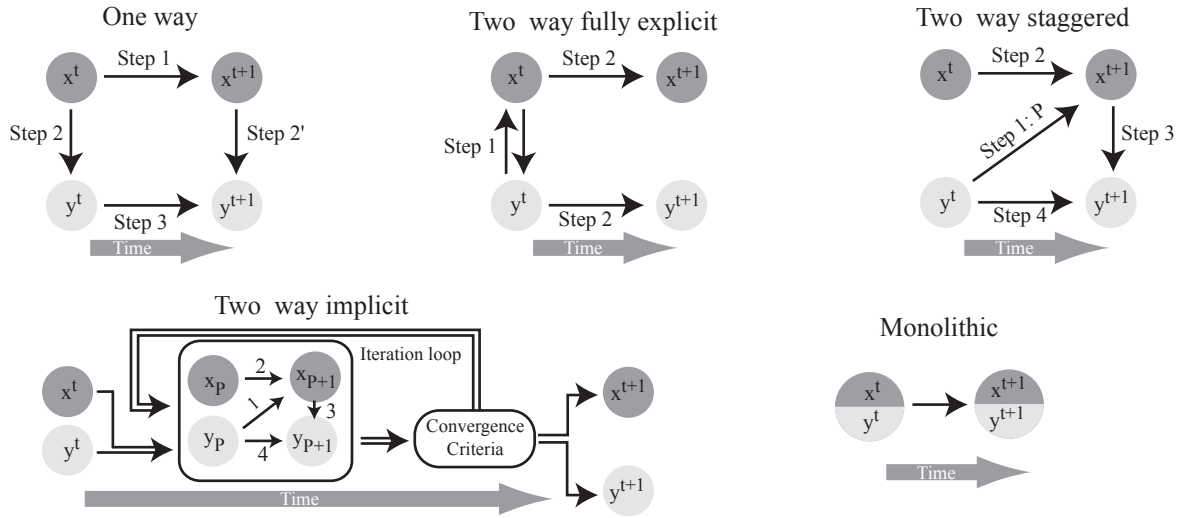 One way
x^t
Step 1
x^t+1
Step 2
Step 2'
y^t
Step 3
y^t+1
Time
Two way fully explicit
x^t
Step 2
x^t+1
Step 1
y^t
Step 2
y^t+1
Time
Two way staggered
x^t
Step 2
x^t+1
Step 1: P
Step 3
y^t
Step 4
y^t+1
Time
Two way implicit
Iteration loop
x^t
y^t
x_P
2
x_P+1
1
3
y_P
4
y_P+1
Convergence
Criteria
x^t+1
y^t+1
Time
Monolithic
x^t
y^t
x^t+1
y^t+1
Time